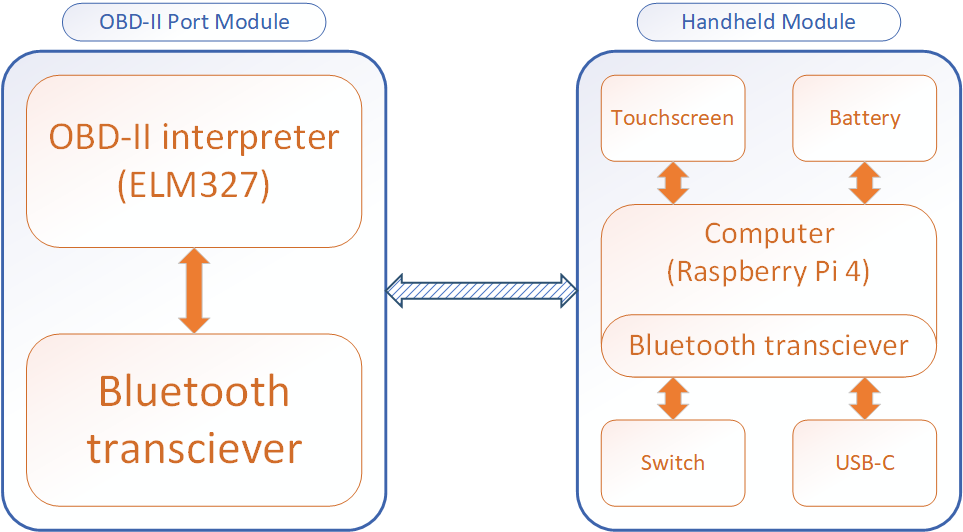 OBD-II Port Module
OBD-II interpreter
(ELM327)
Bluetooth
transciever
Handheld Module
Touchscreen
Battery
Computer
(Raspberry Pi 4)
Bluetooth transciever
Switch
USB-C